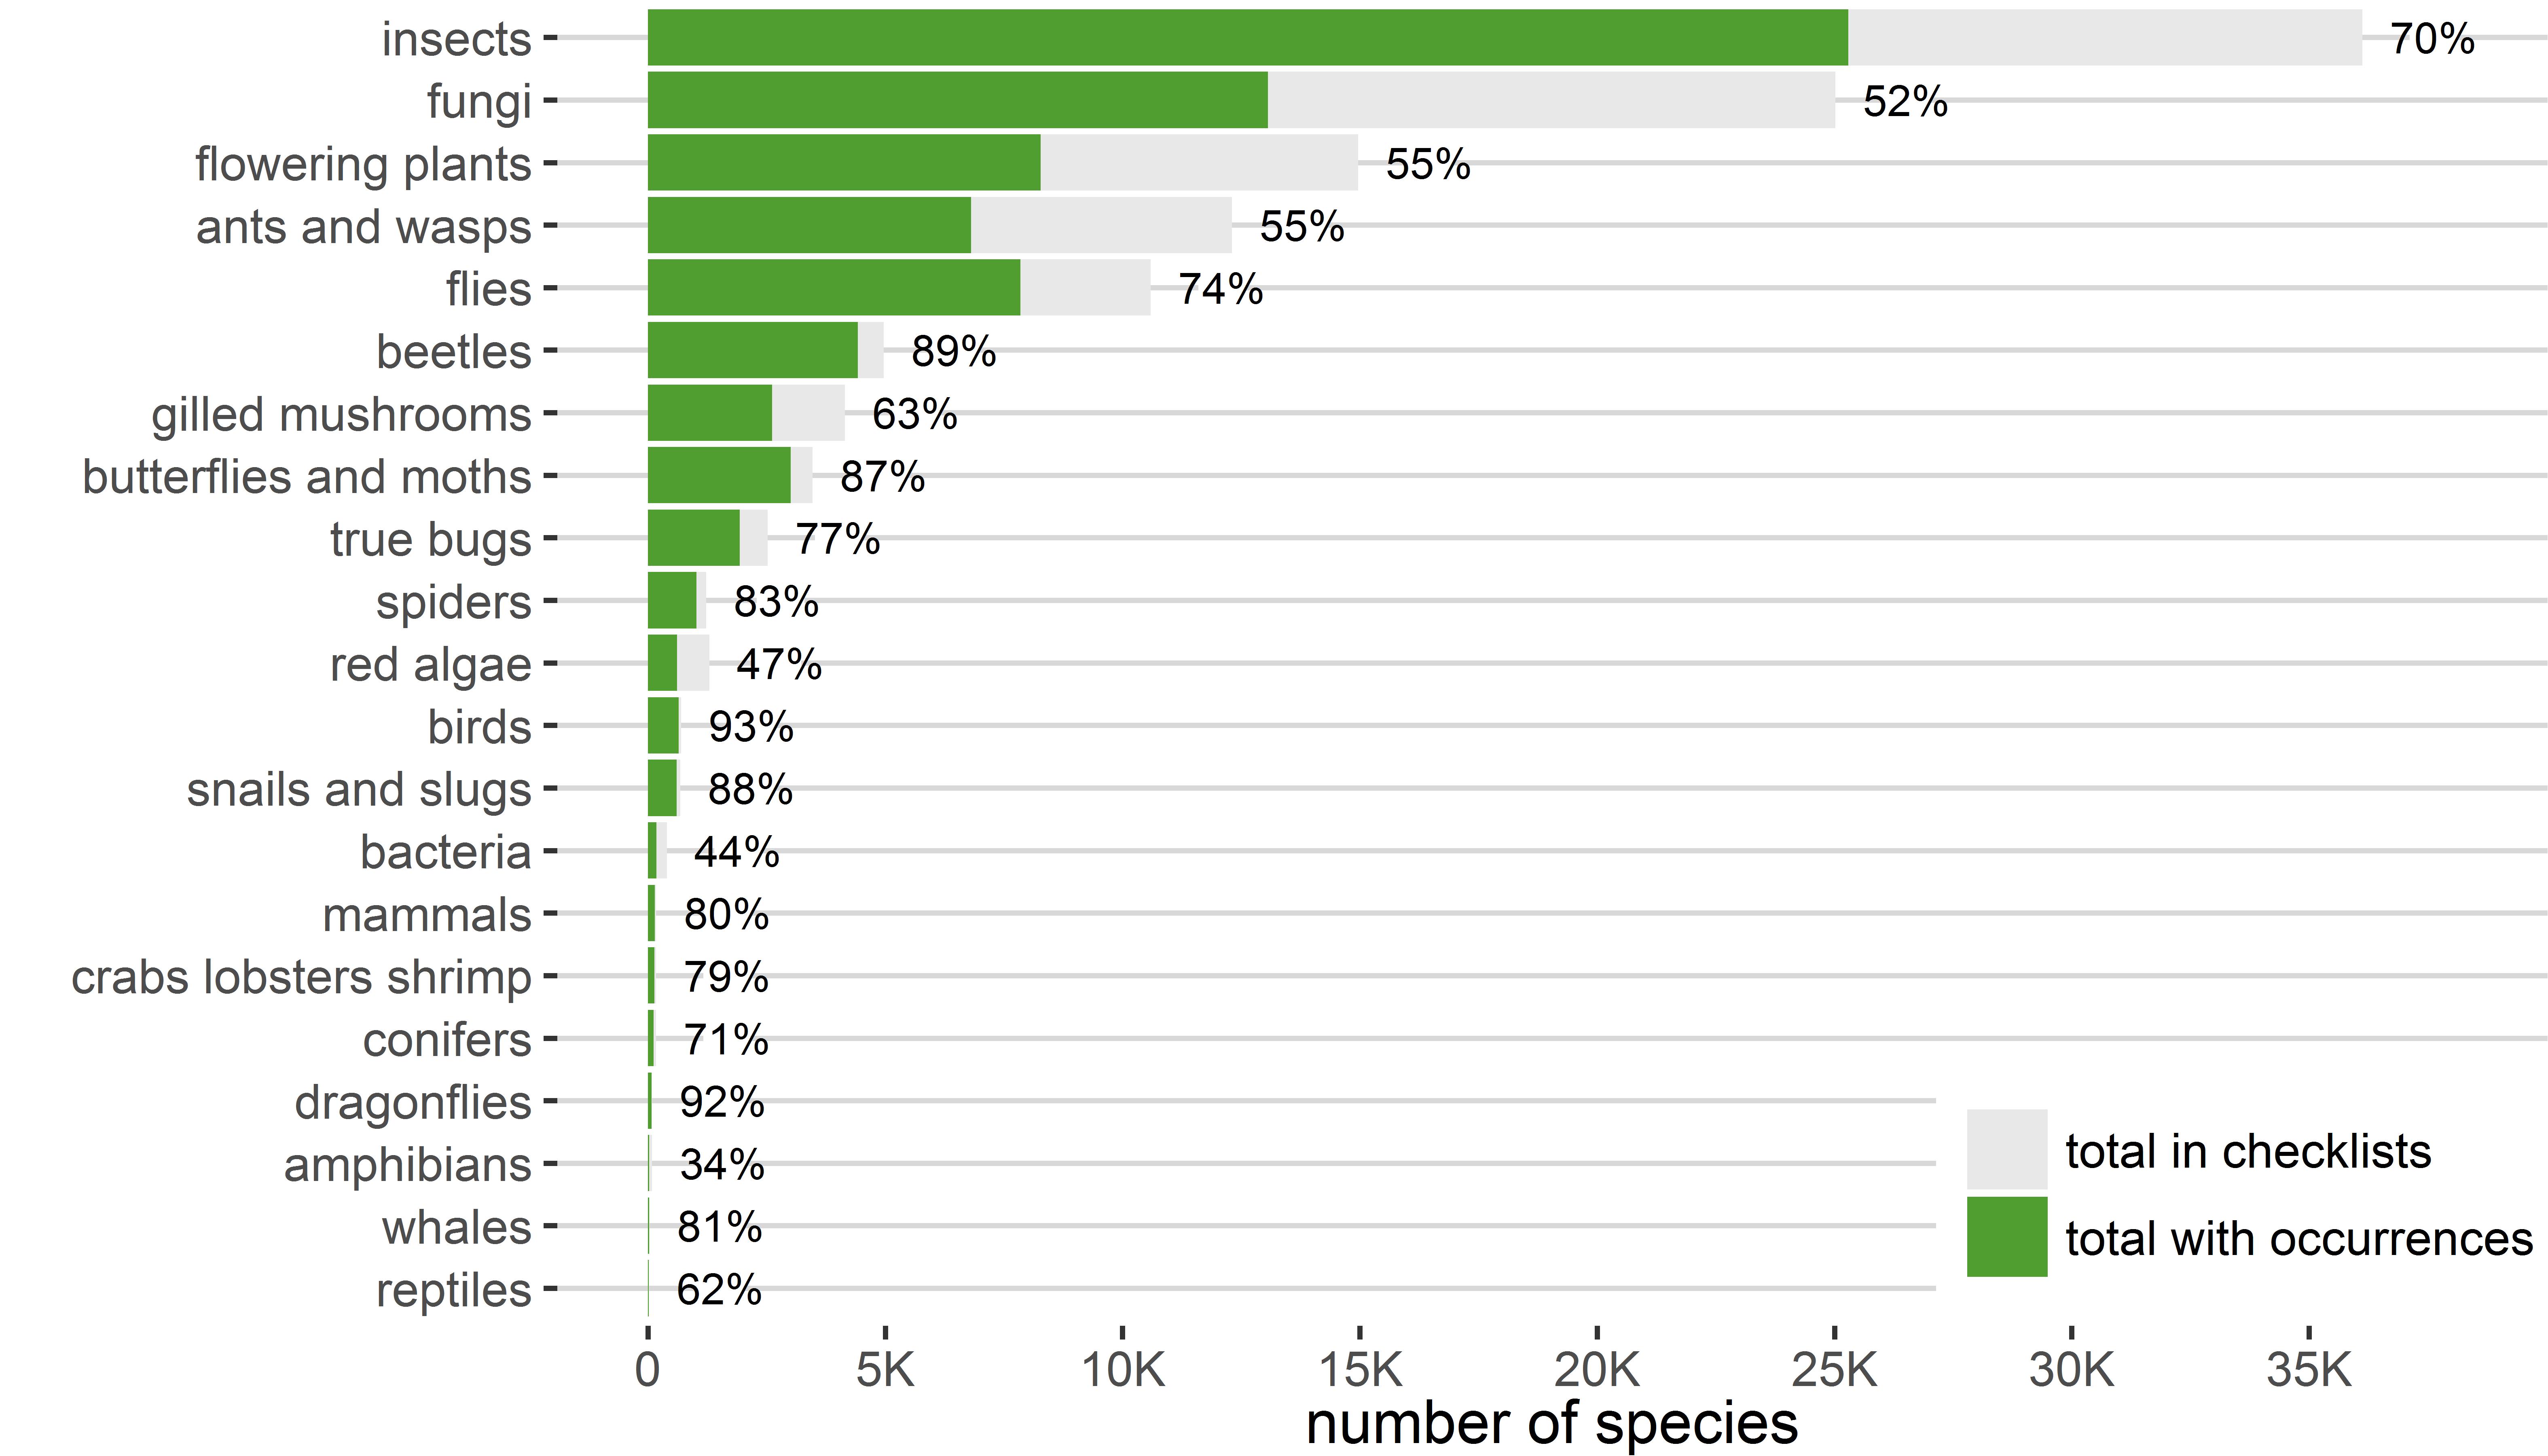 insects 70%
fungi 52%
flowering plants 55%
ants and wasps 55%
flies 74%
beetles 89%
gilled mushrooms 63%
butterflies and moths 87%
true bugs 77%
spiders 83%
red algae 47%
birds 93%
snails and slugs 88%
bacteria 44%
mammals 80%
crabs lobsters shrimp 79%
conifers 71%
dragonflies 92%
amphibians 34%
whales 81%
reptiles 62%
total in checklists
total with occurrences
0 5K 10K 15K 20K 25K 30K 35K
number of species